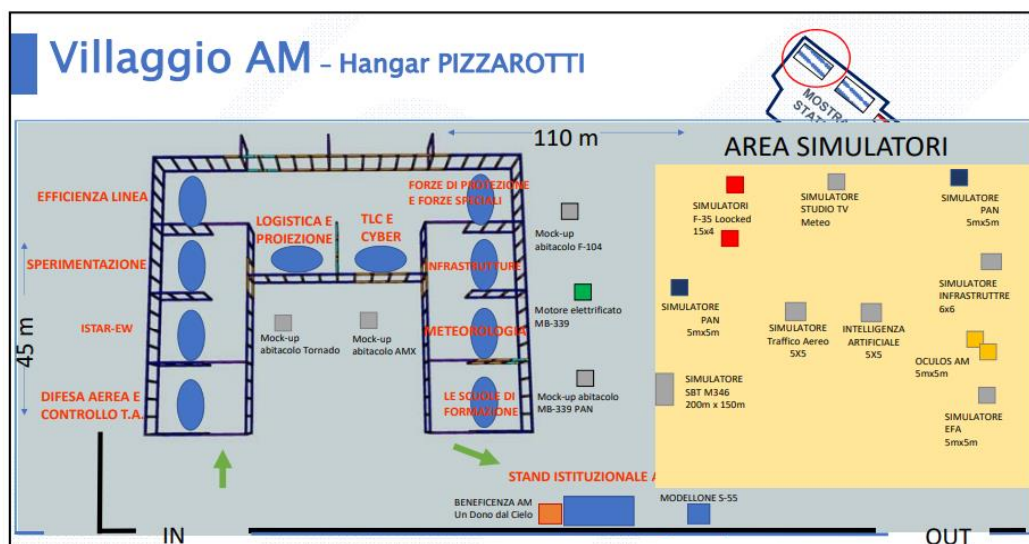 Villaggio AM – Hangar PIZZAROTTI
MOSTRA
110 m
AREA SIMULATORI
45 m
EFFICIENZA LINEA
SPERIMENTAZIONE
ISTAR-EW
DIFESA AEREA E
CONTROLLO T.A.
LOGISTICA E
PROIEZIONE
TLC E
CYBER
FORZE DI PROTEZIONE
E FORZE SPECIALI
INFRASTRUTTURE
METEOROLOGIA
LE SCUOLE DI
FORMAZIONE
Mock-up
abitacolo Tornado
Mock-up
abitacolo AMX
Mock-up
abitacolo F-104
Motore elettrificato
MB-339
Mock-up abitacolo
MB-339 PAN
SIMULATORI
F-35 Loocked
15x4
SIMULATORE
STUDIO TV
Meteo
SIMULATORE
PAN
5mx5m
SIMULATORE
INFRASTRUTTRE
6x6
SIMULATORE
PAN
5mx5m
SIMULATORE
Traffico Aereo
5X5
INTELLIGENZA
ARTIFICIALE
5X5
OCULOS AM
5mx5m
SIMULATORE
SBT M346
200m x 150m
SIMULATORE
EFA
5mx5m
STAND ISTITUZIONALE
BENEFICENZA AM
Un Dono dal Cielo
MODELLONE S-55
IN
OUT